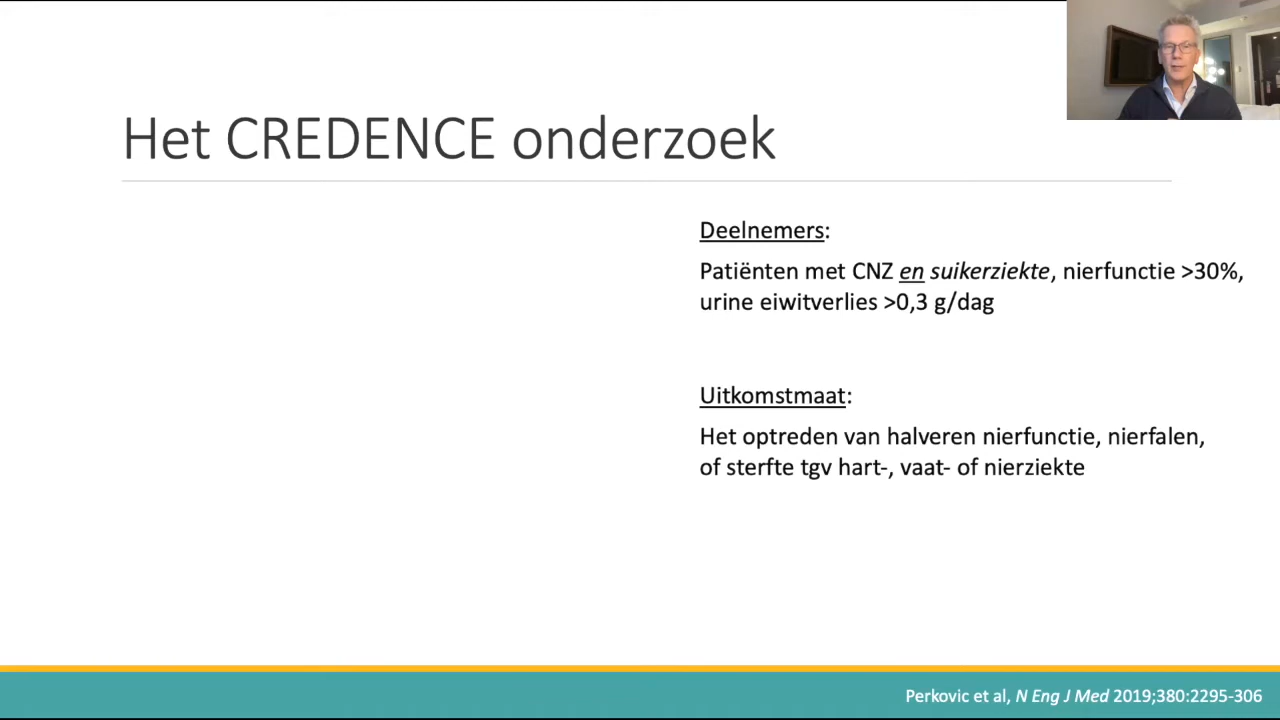 Het CREDENCE onderzoek
Deelnemers:
Patiënten met CNZ en suikerziekte, nierfunctie >30%,
urine eiwitverlies >0,3 g/dag
Uitkomstmaat:
Het optreden van halveren nierfunctie, nierfalen,
of sterfte tgv hart-, vaat- of nierziekte
Perkovic et al, N Eng J Med 2019;380:2295-306